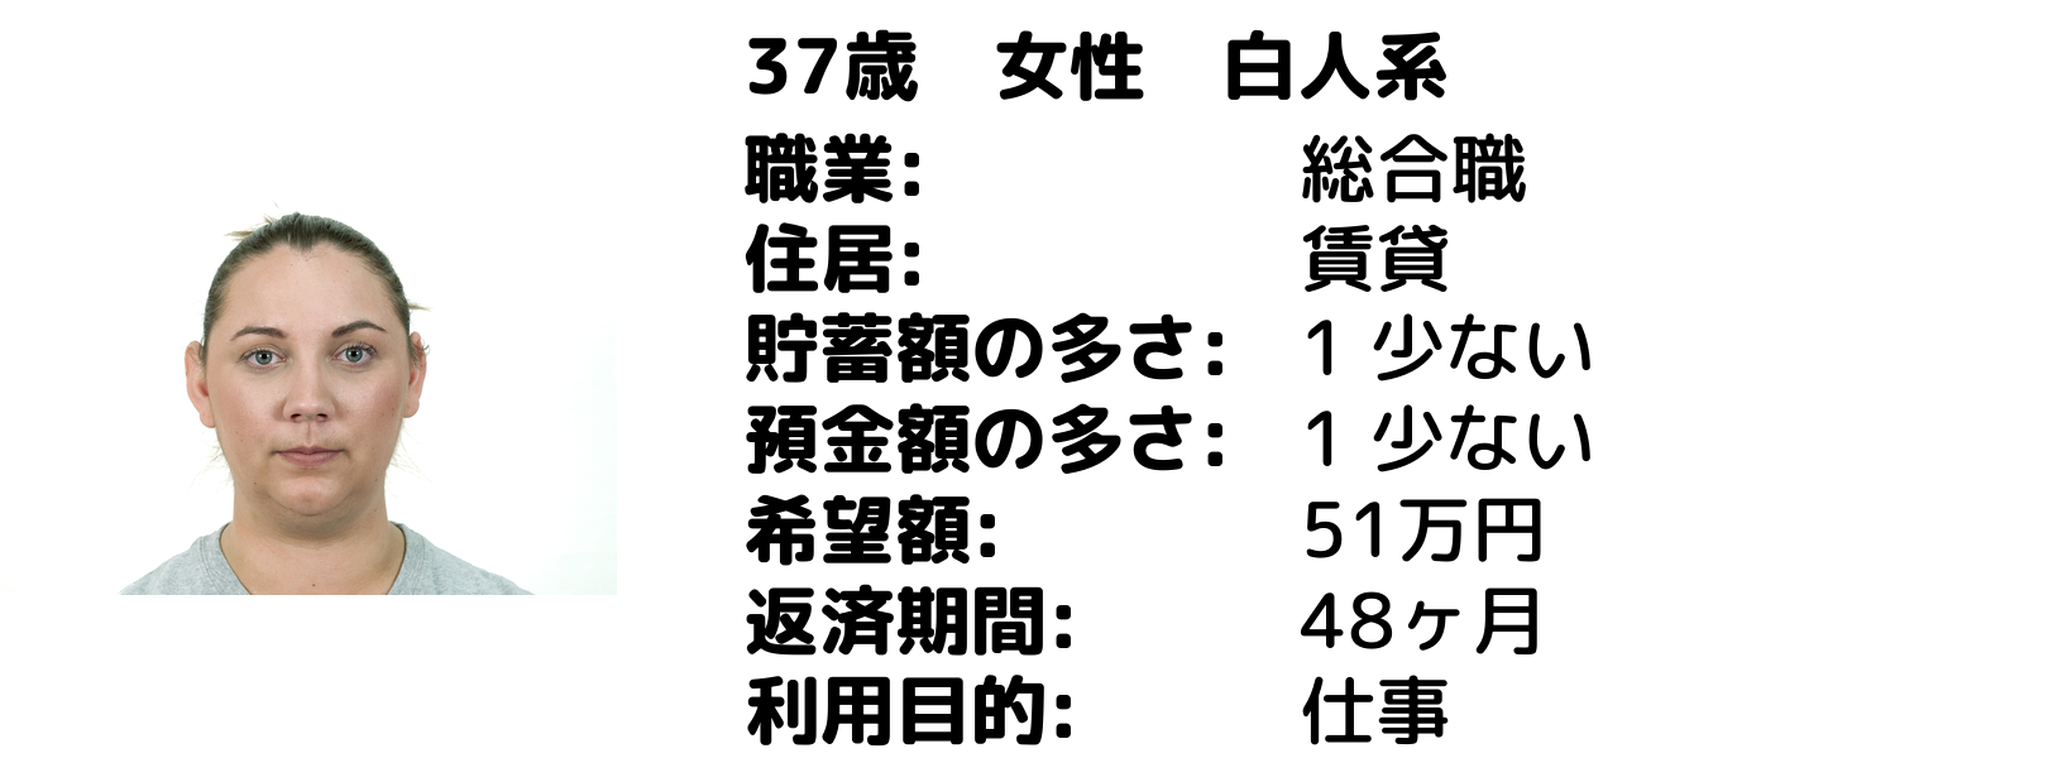 37歳　女性　白人系
職業: 総合職
住居: 賃貸
貯蓄額の多さ: 1 少ない
預金額の多さ: 1 少ない
希望額: 51万円
返済期間: 48ヶ月
利用目的: 仕事